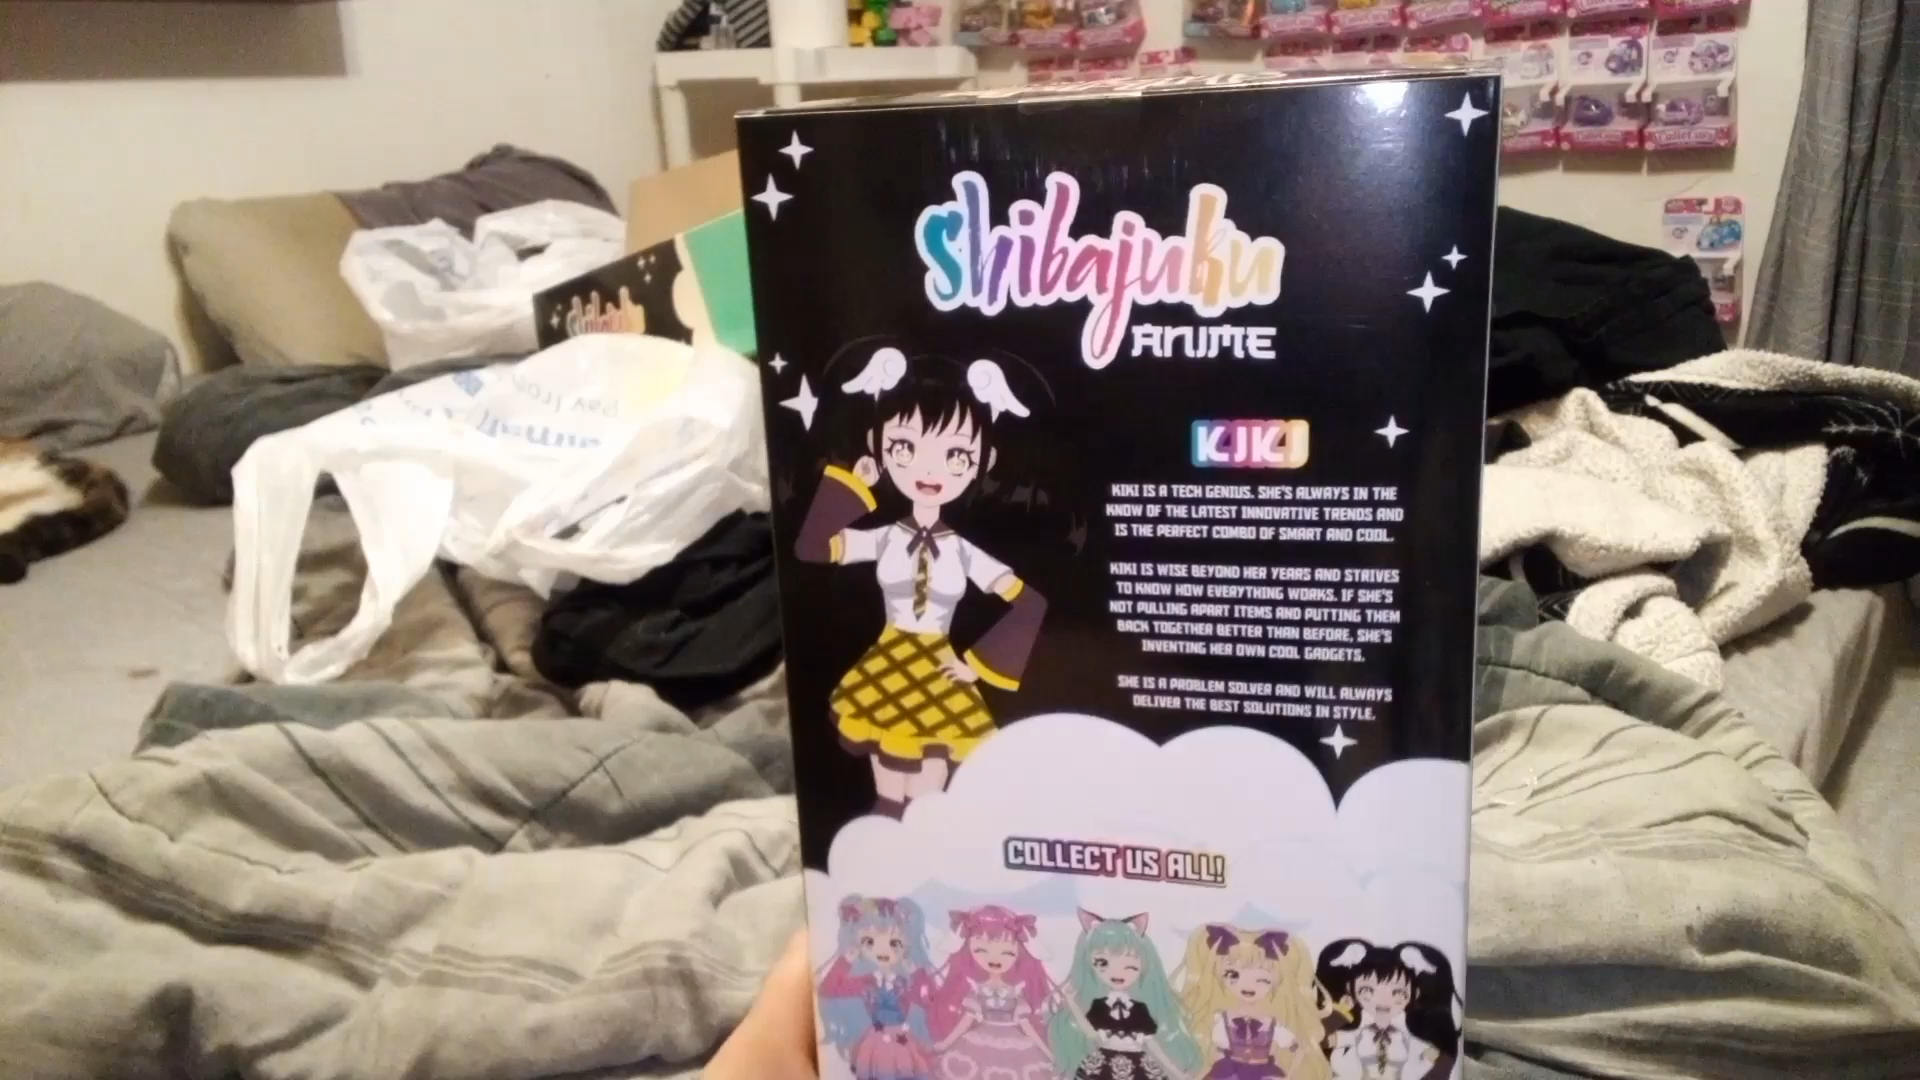 shibajuku
ANIME
KIKI
KIKI IS A TECH GENIUS. SHE'S ALWAYS IN THE
KNOW OF THE LATEST INNOVATIVE TRENDS AND
IS THE PERFECT COMBO OF SMART AND COOL.
KIKI IS WISE BEYOND HER YEARS AND STRIVES
TO KNOW HOW EVERYTHING WORKS. IF SHE'S
NOT PULLING APART ITEMS AND PUTTING THEM
BACK TOGETHER BETTER THAN BEFORE, SHE'S
INVENTING HER OWN COOL GADGETS.
SHE IS A PROBLEM SOLVER AND WILL ALWAYS
DELIVER THE BEST SOLUTIONS IN STYLE.
COLLECT US ALL!
shibajuku